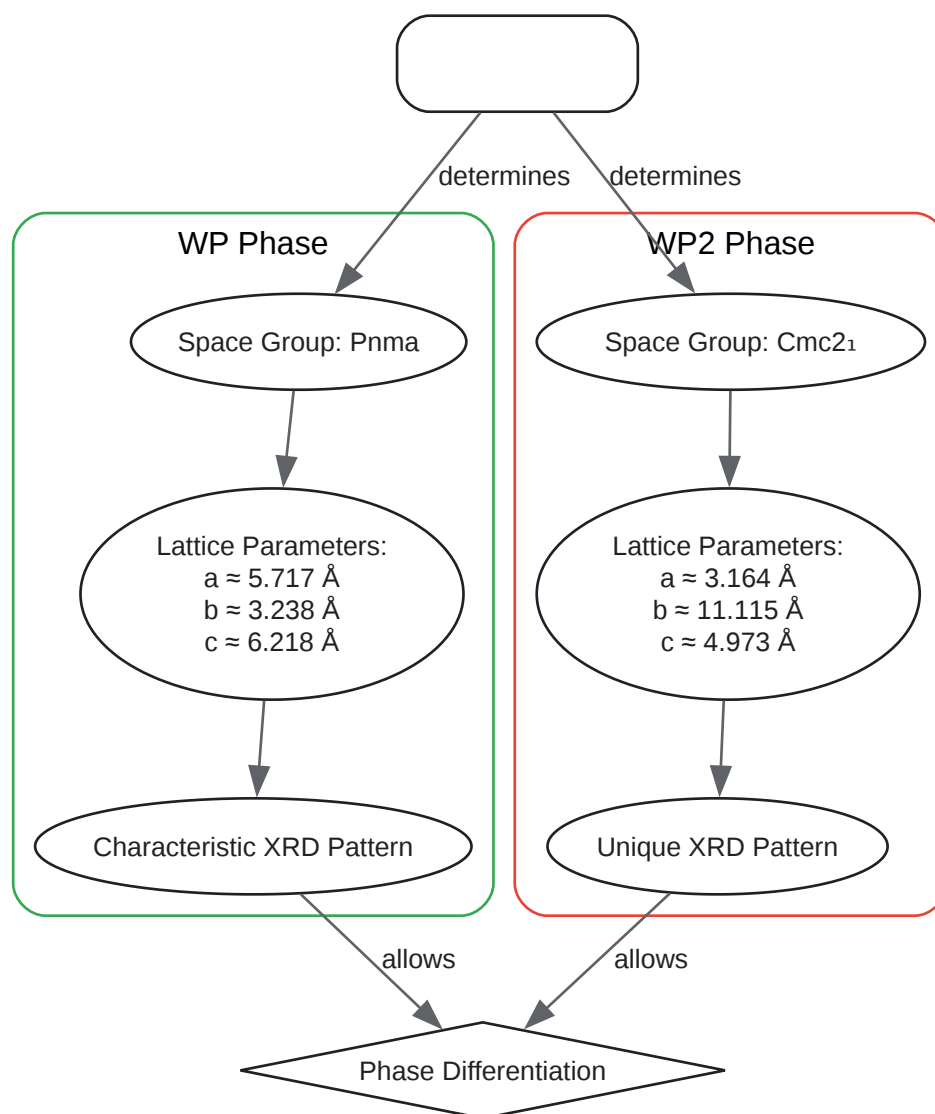 determines
determines
WP Phase
WP2 Phase
Space Group: Pnma
Space Group: Cmc2₁
Lattice Parameters:
a ≈ 5.717 Å
b ≈ 3.238 Å
c ≈ 6.218 Å
Lattice Parameters:
a ≈ 3.164 Å
b ≈ 11.115 Å
c ≈ 4.973 Å
Characteristic XRD Pattern
Unique XRD Pattern
allows
allows
Phase Differentiation